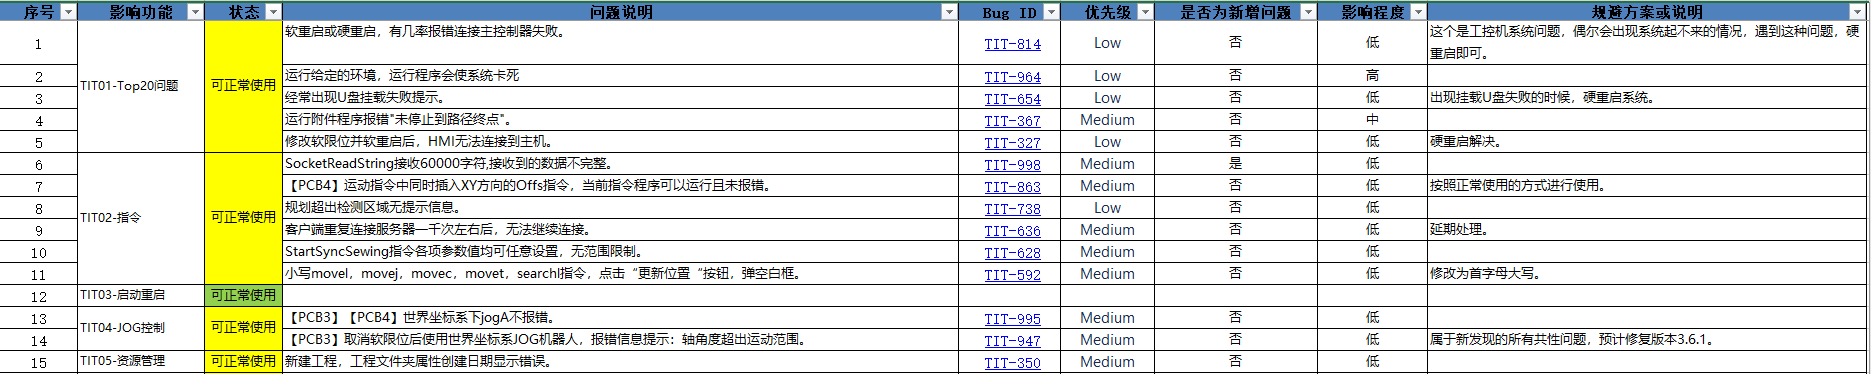 序号 影响功能 状态 问题说明 Bug ID 优先级 是否为新增问题 影响程度 规避方案或说明
1 TIT01-Top20问题 可正常使用 软重启或硬重启，有几率报错连接主控制器失败。 TIT-814 Low 否 低 这个是工控机系统问题，偶尔会出现系统起不来的情况，遇到这种问题，硬
重启即可。
2 运行给定的环境，运行程序会使系统卡死 TIT-964 Low 否 高
3 经常出现U盘挂载失败提示。 TIT-654 Low 否 低 出现挂载U盘失败的时候，硬重启系统。
4 运行附件程序报错"未停止到路径终点"。 TIT-367 Medium 否 中
5 修改软限位并软重启后，HMI无法连接到主机。 TIT-327 Low 否 低 硬重启解决。
6 TIT02-指令 可正常使用 SocketReadString接收60000字符,接收到的数据不完整。 TIT-998 Medium 是 低
7 【PCB4】运动指令中同时插入XY方向的Offs指令，当前指令程序可以运行且未报错。 TIT-863 Medium 否 低 按照正常使用的方式进行使用。
8 规划超出检测区域无提示信息。 TIT-738 Low 否 低
9 客户端重复连接服务器一千次左右后，无法继续连接。 TIT-636 Medium 否 低 延期处理。
10 StartSyncSewing指令各项参数值均可任意设置，无范围限制。 TIT-628 Medium 否 低
11 小写movel，movej，movec，movet，searchl指令，点击“更新位置“按钮，弹空白框。 TIT-592 Medium 否 低 修改为首字母大写。
12 TIT03-启动重启 可正常使用
13 TIT04-JOG控制 可正常使用 【PCB3】【PCB4】世界坐标系下jogA不报错。 TIT-995 Medium 否 低
14 【PCB3】取消软限位后使用世界坐标系JOG机器人，报错信息提示：轴角度超出运动范围。 TIT-947 Medium 否 低 属于新发现的所有共性问题，预计修复版本3.6.1。
15 TIT05-资源管理 可正常使用 新建工程，工程文件夹属性创建日期显示错误。 TIT-350 Medium 否 低